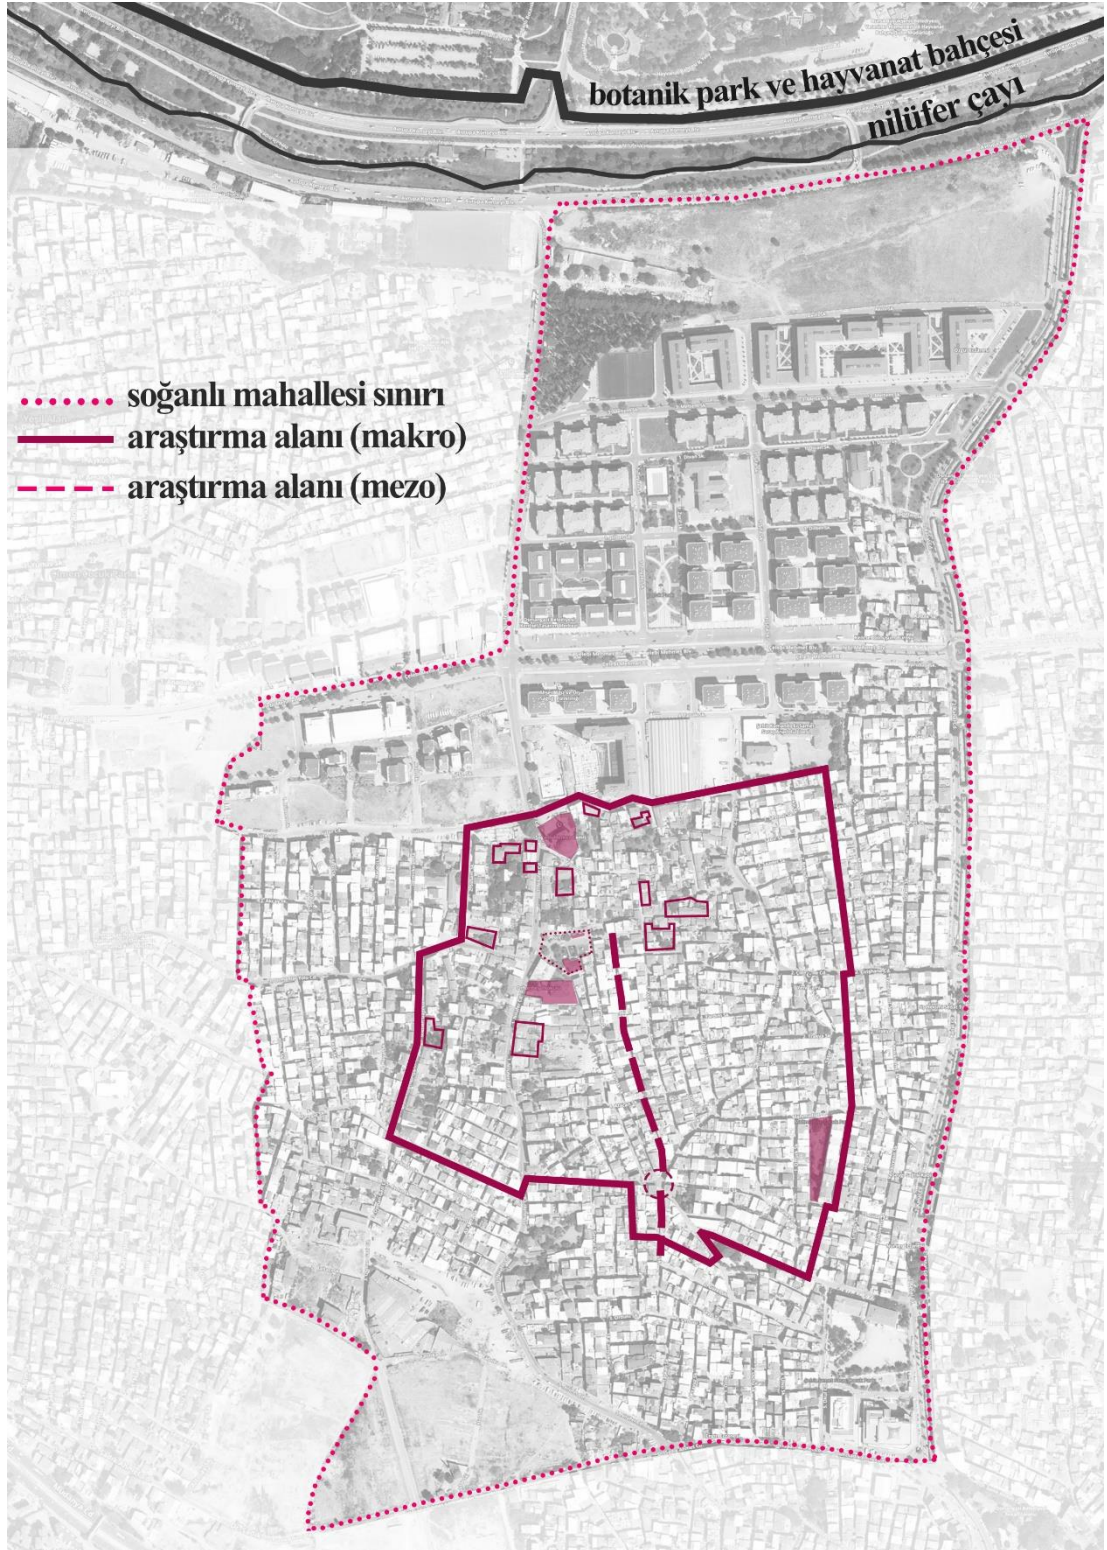 botanik park ve hayvanat bahçesi
nilüfer çayı
soğanlı mahallesi sınırı
araştırma alanı (makro)
araştırma alanı (mezo)